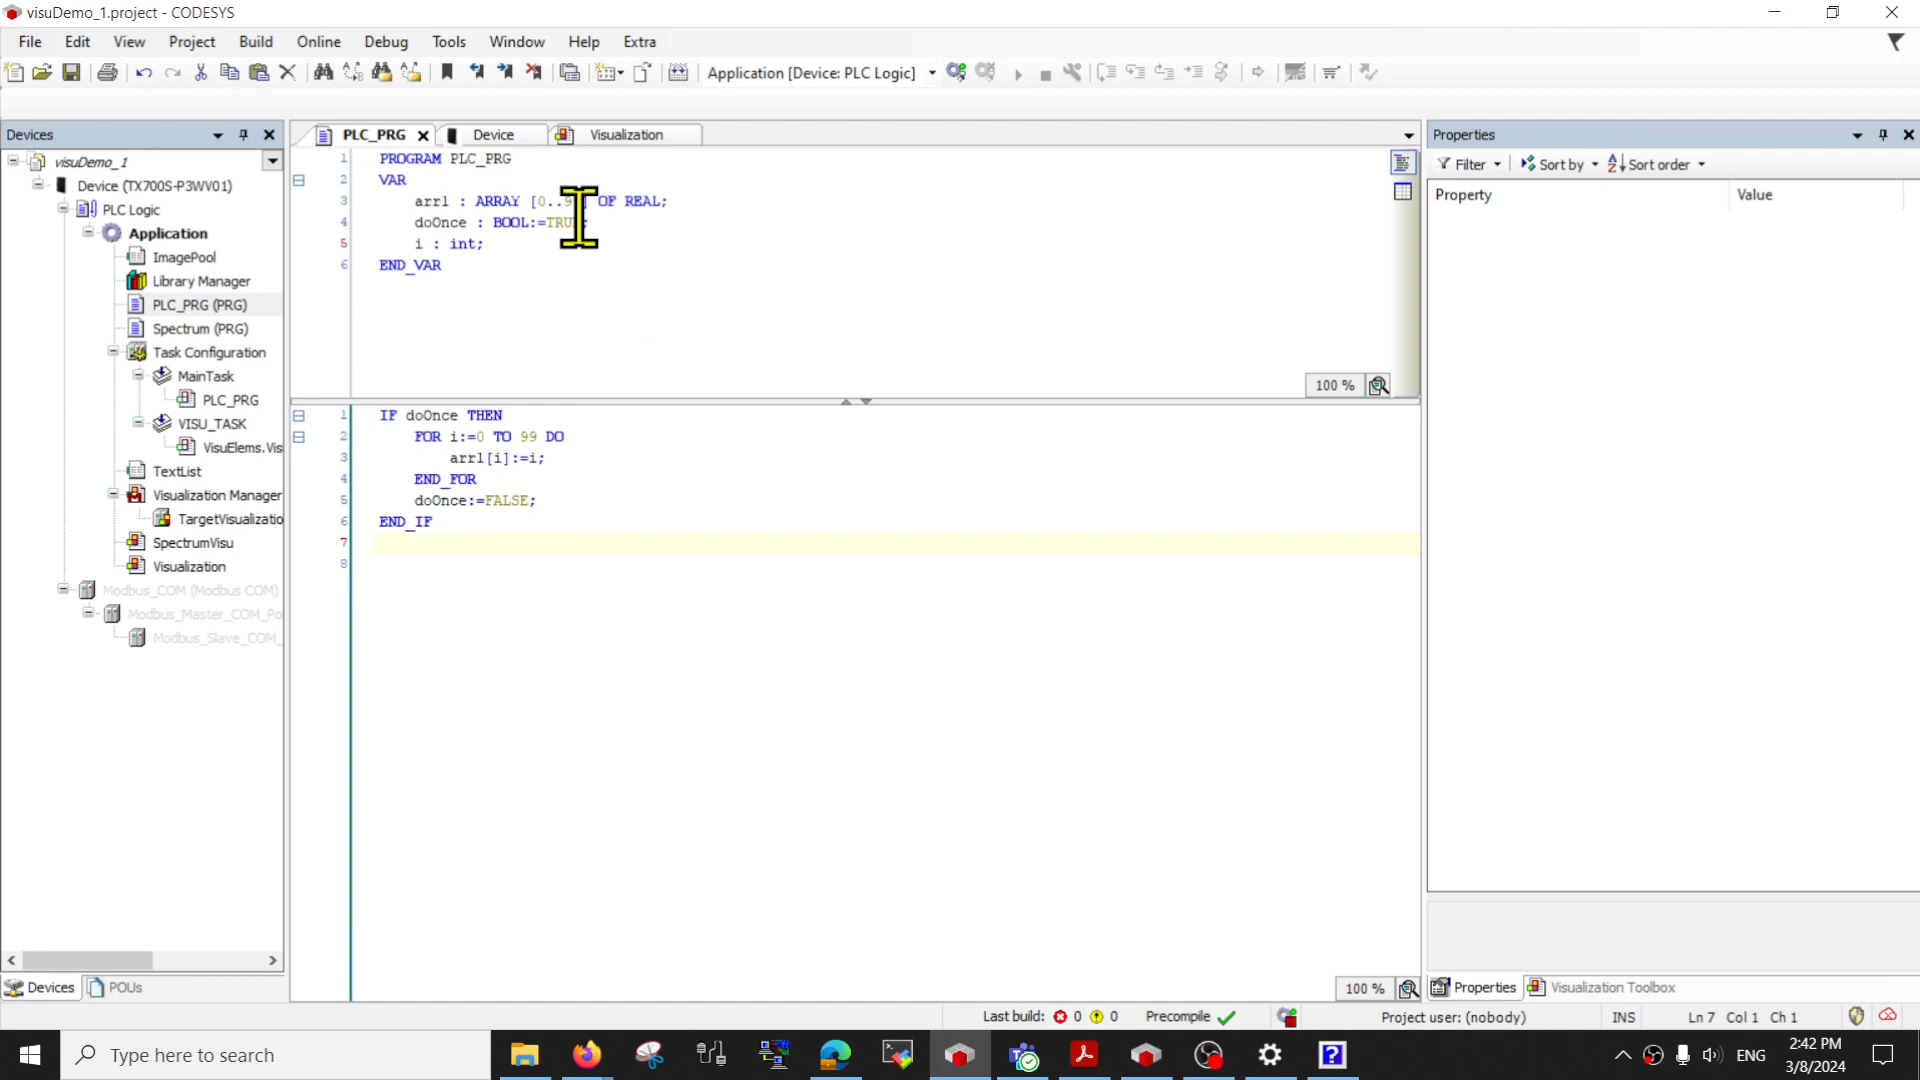 visuDemo_1.project - CODESYS
File Edit View Project Build Online Debug Tools Window Help Extra
Application [Device: PLC Logic]
Devices
visuDemo_1
Device (TX700S-P3WV01)
PLC Logic
Application
ImagePool
Library Manager
PLC_PRG (PRG)
Spectrum (PRG)
Task Configuration
MainTask
PLC_PRG
VISU_TASK
VisuElems.Vis
TextList
Visualization Manager
TargetVisualizatio
SpectrumVisu
Visualization
Modbus_COM (Modbus COM)
Modbus_Master_COM_Po
Modbus_Slave_COM_
Devices POUs
PLC_PRG Device Visualization
1 PROGRAM PLC_PRG
2 VAR
3 arr1 : ARRAY [0..9 ] OF REAL;
4 doOnce : BOOL:=TRU ;
5 i : int;
6 END_VAR
100 %
1 IF doOnce THEN
2 FOR i:=0 TO 99 DO
3 arr1[i]:=i;
4 END_FOR
5 doOnce:=FALSE;
6 END_IF
7
8
100 %
Properties
Filter Sort by Sort order
Property Value
Properties Visualization Toolbox
Last build: 0 0 Precompile Project user: (nobody) INS Ln 7 Col 1 Ch 1
Type here to search
ENG
2:42 PM
3/8/2024